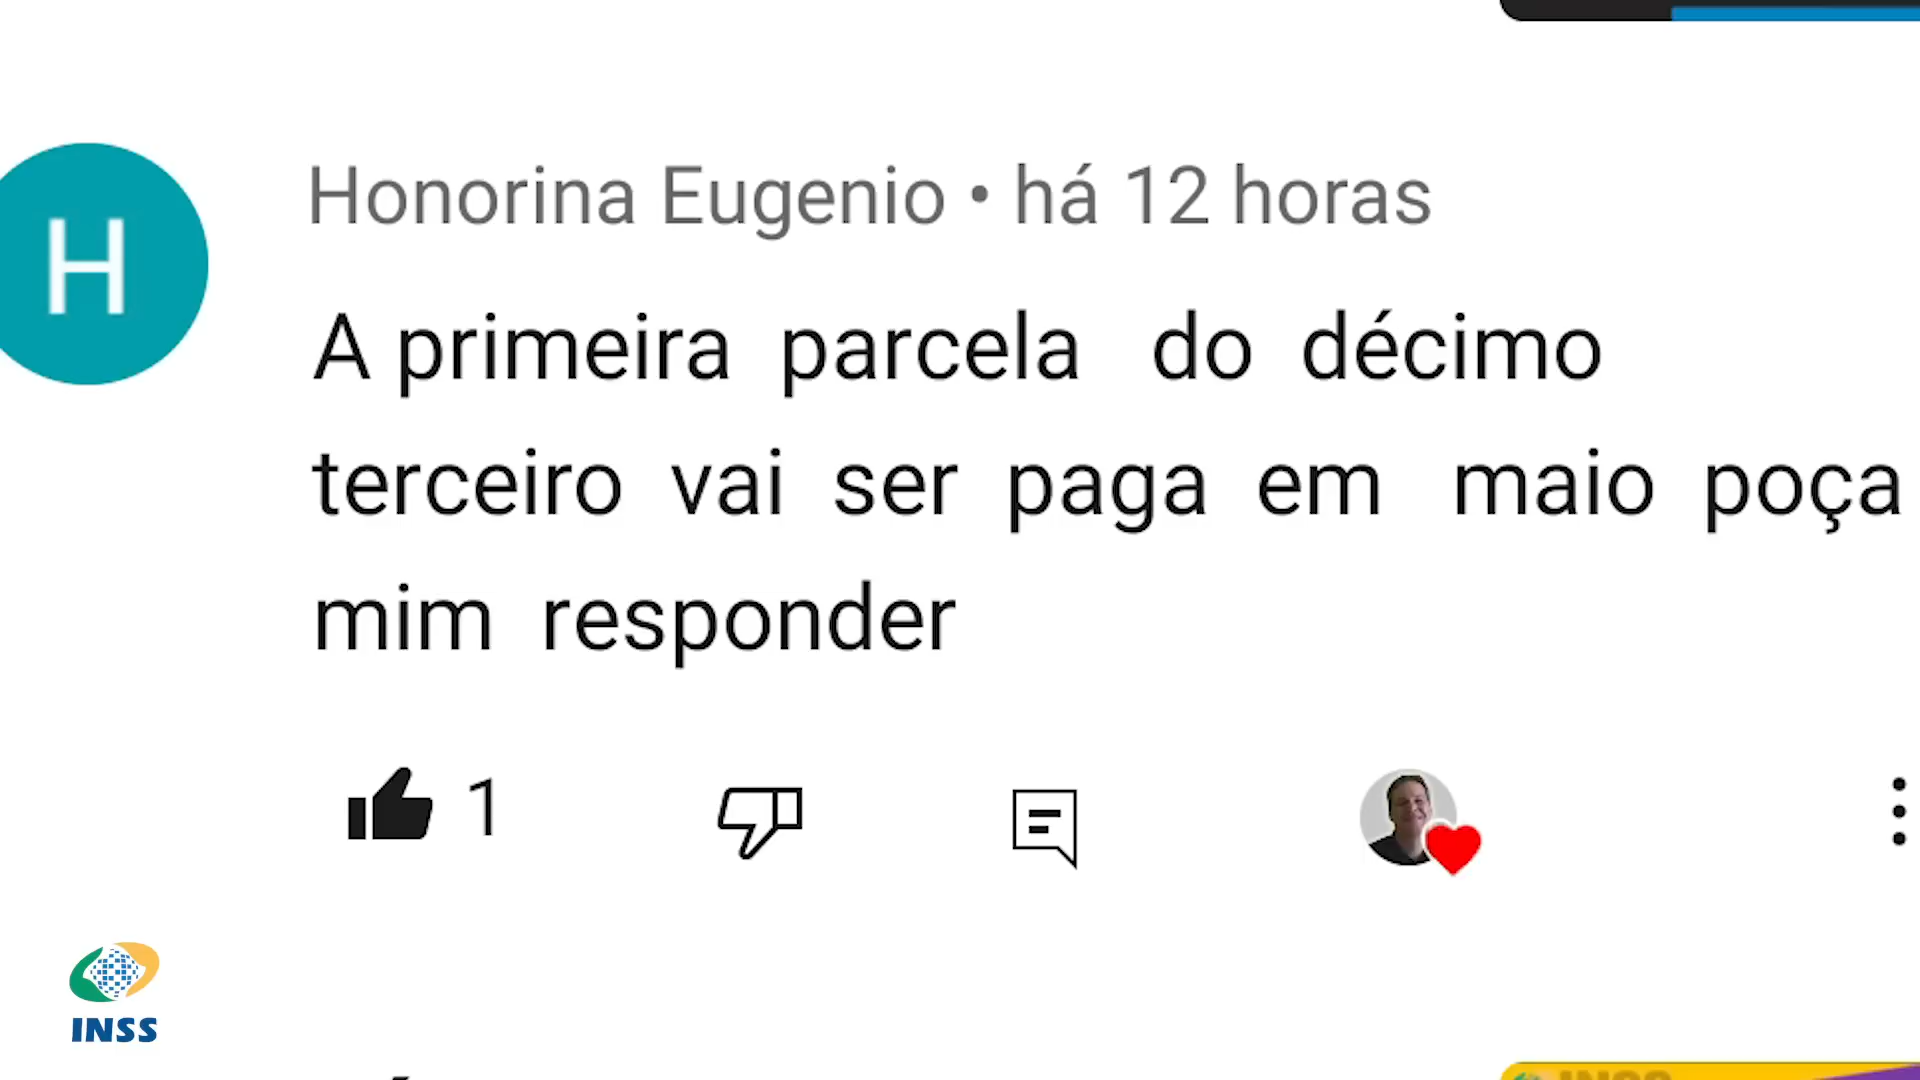 H
Honorina Eugenio • há 12 horas
A primeira parcela do décimo
terceiro vai ser paga em maio poça
mim responder
1
INSS
INSS